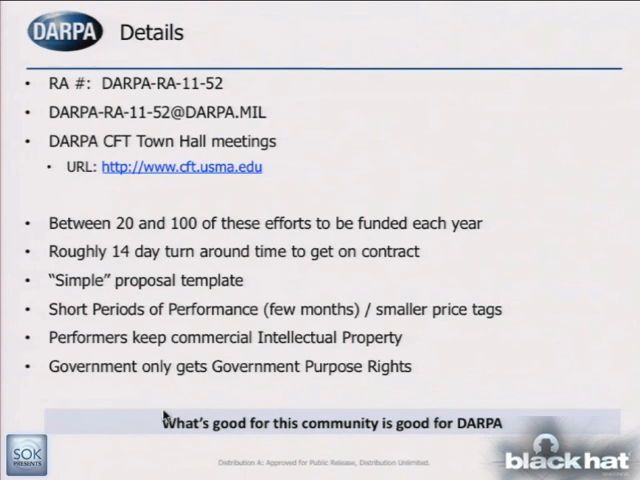 DARPA
Details
• RA #: DARPA-RA-11-52
• DARPA-RA-11-52@DARPA.MIL
• DARPA CFT Town Hall meetings
• URL: http://www.cft.usma.edu
• Between 20 and 100 of these efforts to be funded each year
• Roughly 14 day turn around time to get on contract
• “Simple” proposal template
• Short Periods of Performance (few months) / smaller price tags
• Performers keep commercial Intellectual Property
• Government only gets Government Purpose Rights
What's good for this community is good for DARPA
SOK
PRESENTS
Distribution A: Approved for Public Release, Distribution Unlimited.
black hat